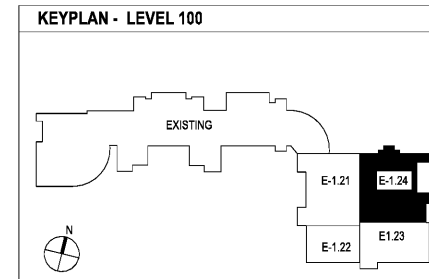 KEYPLAN - LEVEL 100
EXISTING
E-1.21
E-1.24
N
E-1.22
E1.23